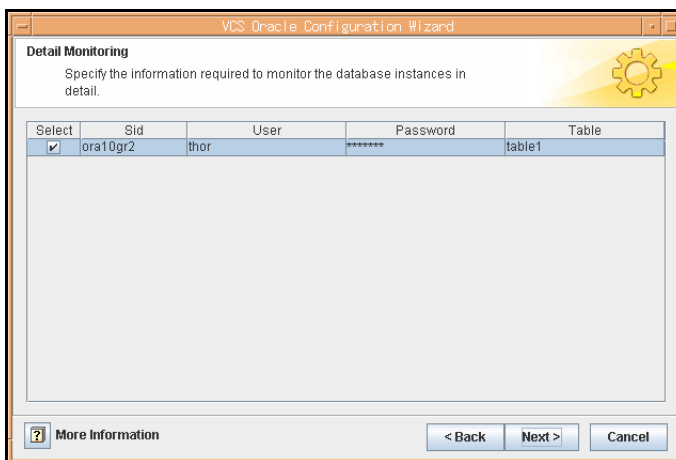 VCS Oracle Configuration Wizard
Detail Monitoring
Specify the information required to monitor the database instances in
detail.
Select Sid User Password Table
ora10gr2 thor ******* table1
More Information < Back Next > Cancel